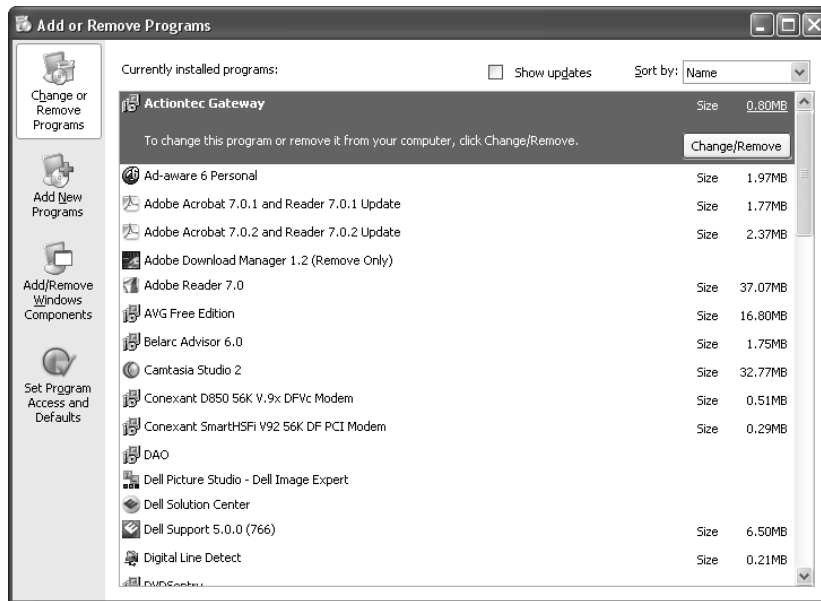 Add or Remove Programs
Change or
Remove
Programs
Add New
Programs
Add/Remove
Windows
Components
Set Program
Access and
Defaults
Currently installed programs:
Show updates
Sort by: Name
Actiontec Gateway Size 0.80MB
To change this program or remove it from your computer, click Change/Remove. Change/Remove
Ad-aware 6 Personal Size 1.97MB
Adobe Acrobat 7.0.1 and Reader 7.0.1 Update Size 1.77MB
Adobe Acrobat 7.0.2 and Reader 7.0.2 Update Size 2.37MB
Adobe Download Manager 1.2 (Remove Only)
Adobe Reader 7.0 Size 37.07MB
AVG Free Edition Size 16.80MB
Belarc Advisor 6.0 Size 1.75MB
Camtasia Studio 2 Size 32.77MB
Conexant D850 56K V.9x DFVc Modem Size 0.51MB
Conexant SmartHSFi V92 56K DF PCI Modem Size 0.29MB
DAO
Dell Picture Studio - Dell Image Expert
Dell Solution Center
Dell Support 5.0.0 (766) Size 6.50MB
Digital Line Detect Size 0.21MB